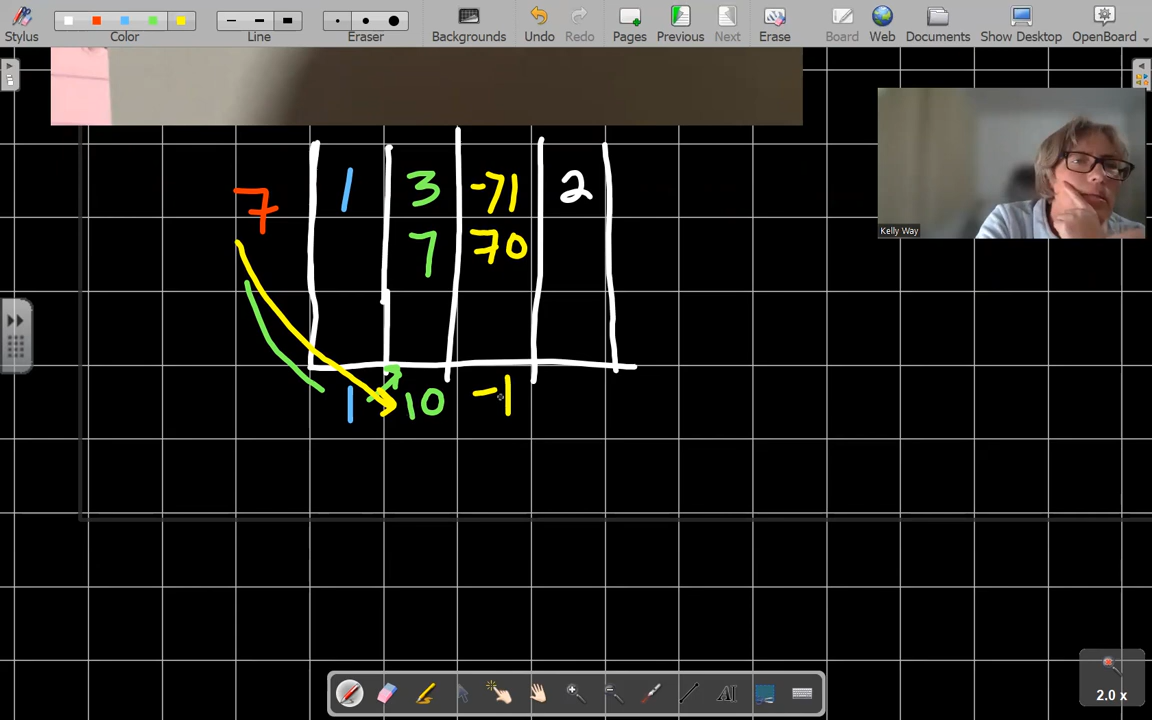 Stylus
Color
Line
Eraser
Backgrounds
Undo
Redo
Pages
Previous
Next
Erase
Board
Web
Documents
Show Desktop
OpenBoard
Kelly Way
7 1 3 -71 2
7 70
1 10 -1
AI
2.0 x